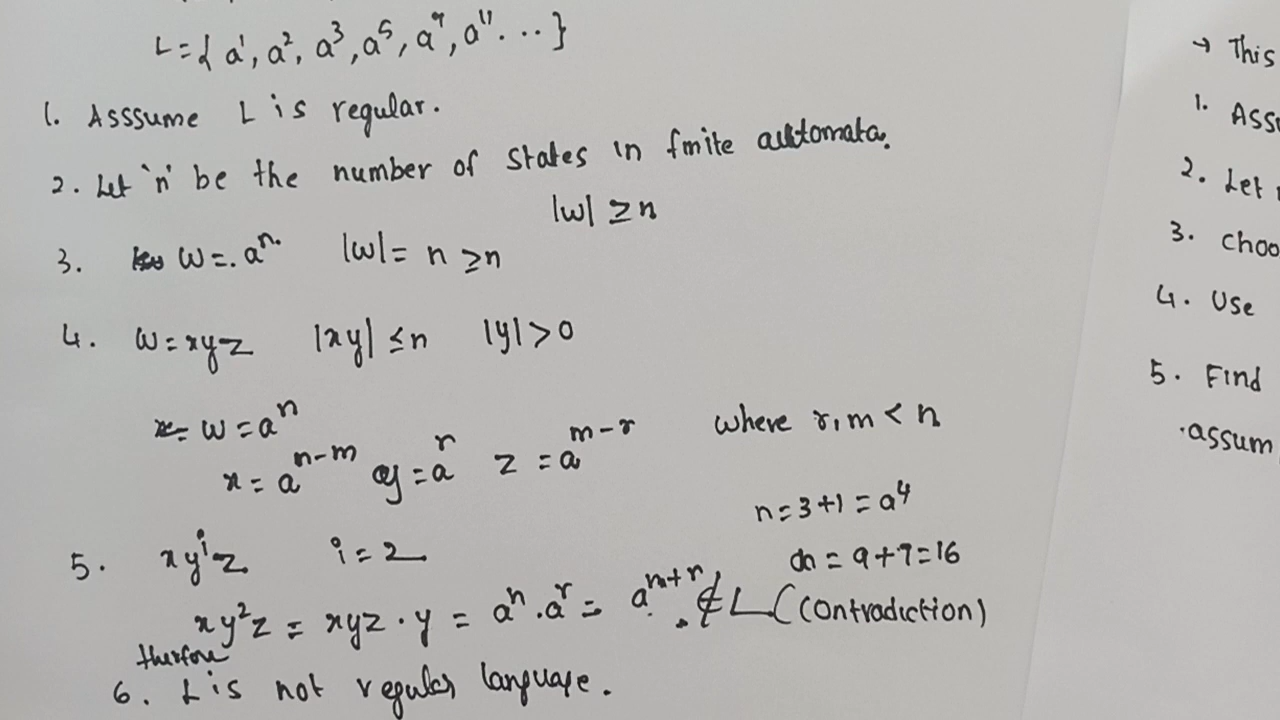 L = { a¹, a², a³, a⁵, a⁷, a¹¹ . . . }
1. Asssume L is regular.
2. Let 'n' be the number of states in finite automata.
|w| ≥ n
3. w = . aⁿ. |w| = n ≥ n
4. w = xyz |xy| ≤ n |y| > 0
w = aⁿ where r, m < n
x = aⁿ⁻ᵐ y = aʳ z = aᵐ⁻ʳ
n = 3 + 1 = a⁴
5. xyⁱz i = 2
n = 9 + 7 = 16
xy²z = xyz . y = aⁿ . aʳ = aⁿ⁺ʳ ∉ L (Contradiction)
therfore
6. L is not regular language.
→ This
1. Ass
2. Let
3. Choo
4. Use
5. Find
. assum